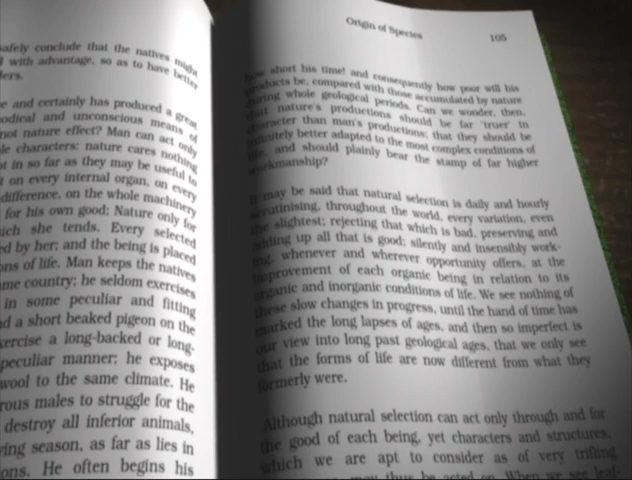 safely conclude that the natives might
with advantage, so as to have better
e and certainly has produced a great
odical and unconscious means of
not nature effect? Man can act only
le characters: nature cares nothing
t in so far as they may be useful to
on every internal organ, on every
difference, on the whole machinery
for his own good; Nature only for
ich she tends. Every selected
ed by her; and the being is placed
ons of life. Man keeps the natives
me country; he seldom exercises
in some peculiar and fitting
d a short beaked pigeon on the
exercise a long-backed or long-
peculiar manner; he exposes
wool to the same climate. He
rous males to struggle for the
destroy all inferior animals,
ing season, as far as lies in
ons. He often begins his
Origin of Species
105
how short his time! and consequently how poor will his
products be, compared with those accumulated by nature
during whole geological periods. Can we wonder, then,
that nature's productions should be far 'truer' in
character than man's productions; that they should be
infinitely better adapted to the most complex conditions of
life, and should plainly bear the stamp of far higher
workmanship?
It may be said that natural selection is daily and hourly
scrutinising, throughout the world, every variation, even
the slightest; rejecting that which is bad, preserving and
adding up all that is good; silently and insensibly work-
ing, whenever and wherever opportunity offers, at the
improvement of each organic being in relation to its
organic and inorganic conditions of life. We see nothing of
these slow changes in progress, until the hand of time has
marked the long lapses of ages, and then so imperfect is
our view into long past geological ages, that we only see
that the forms of life are now different from what they
formerly were.
Although natural selection can act only through and for
the good of each being, yet characters and structures,
which we are apt to consider as of very trifling
may thus be acted on. When we see leaf-